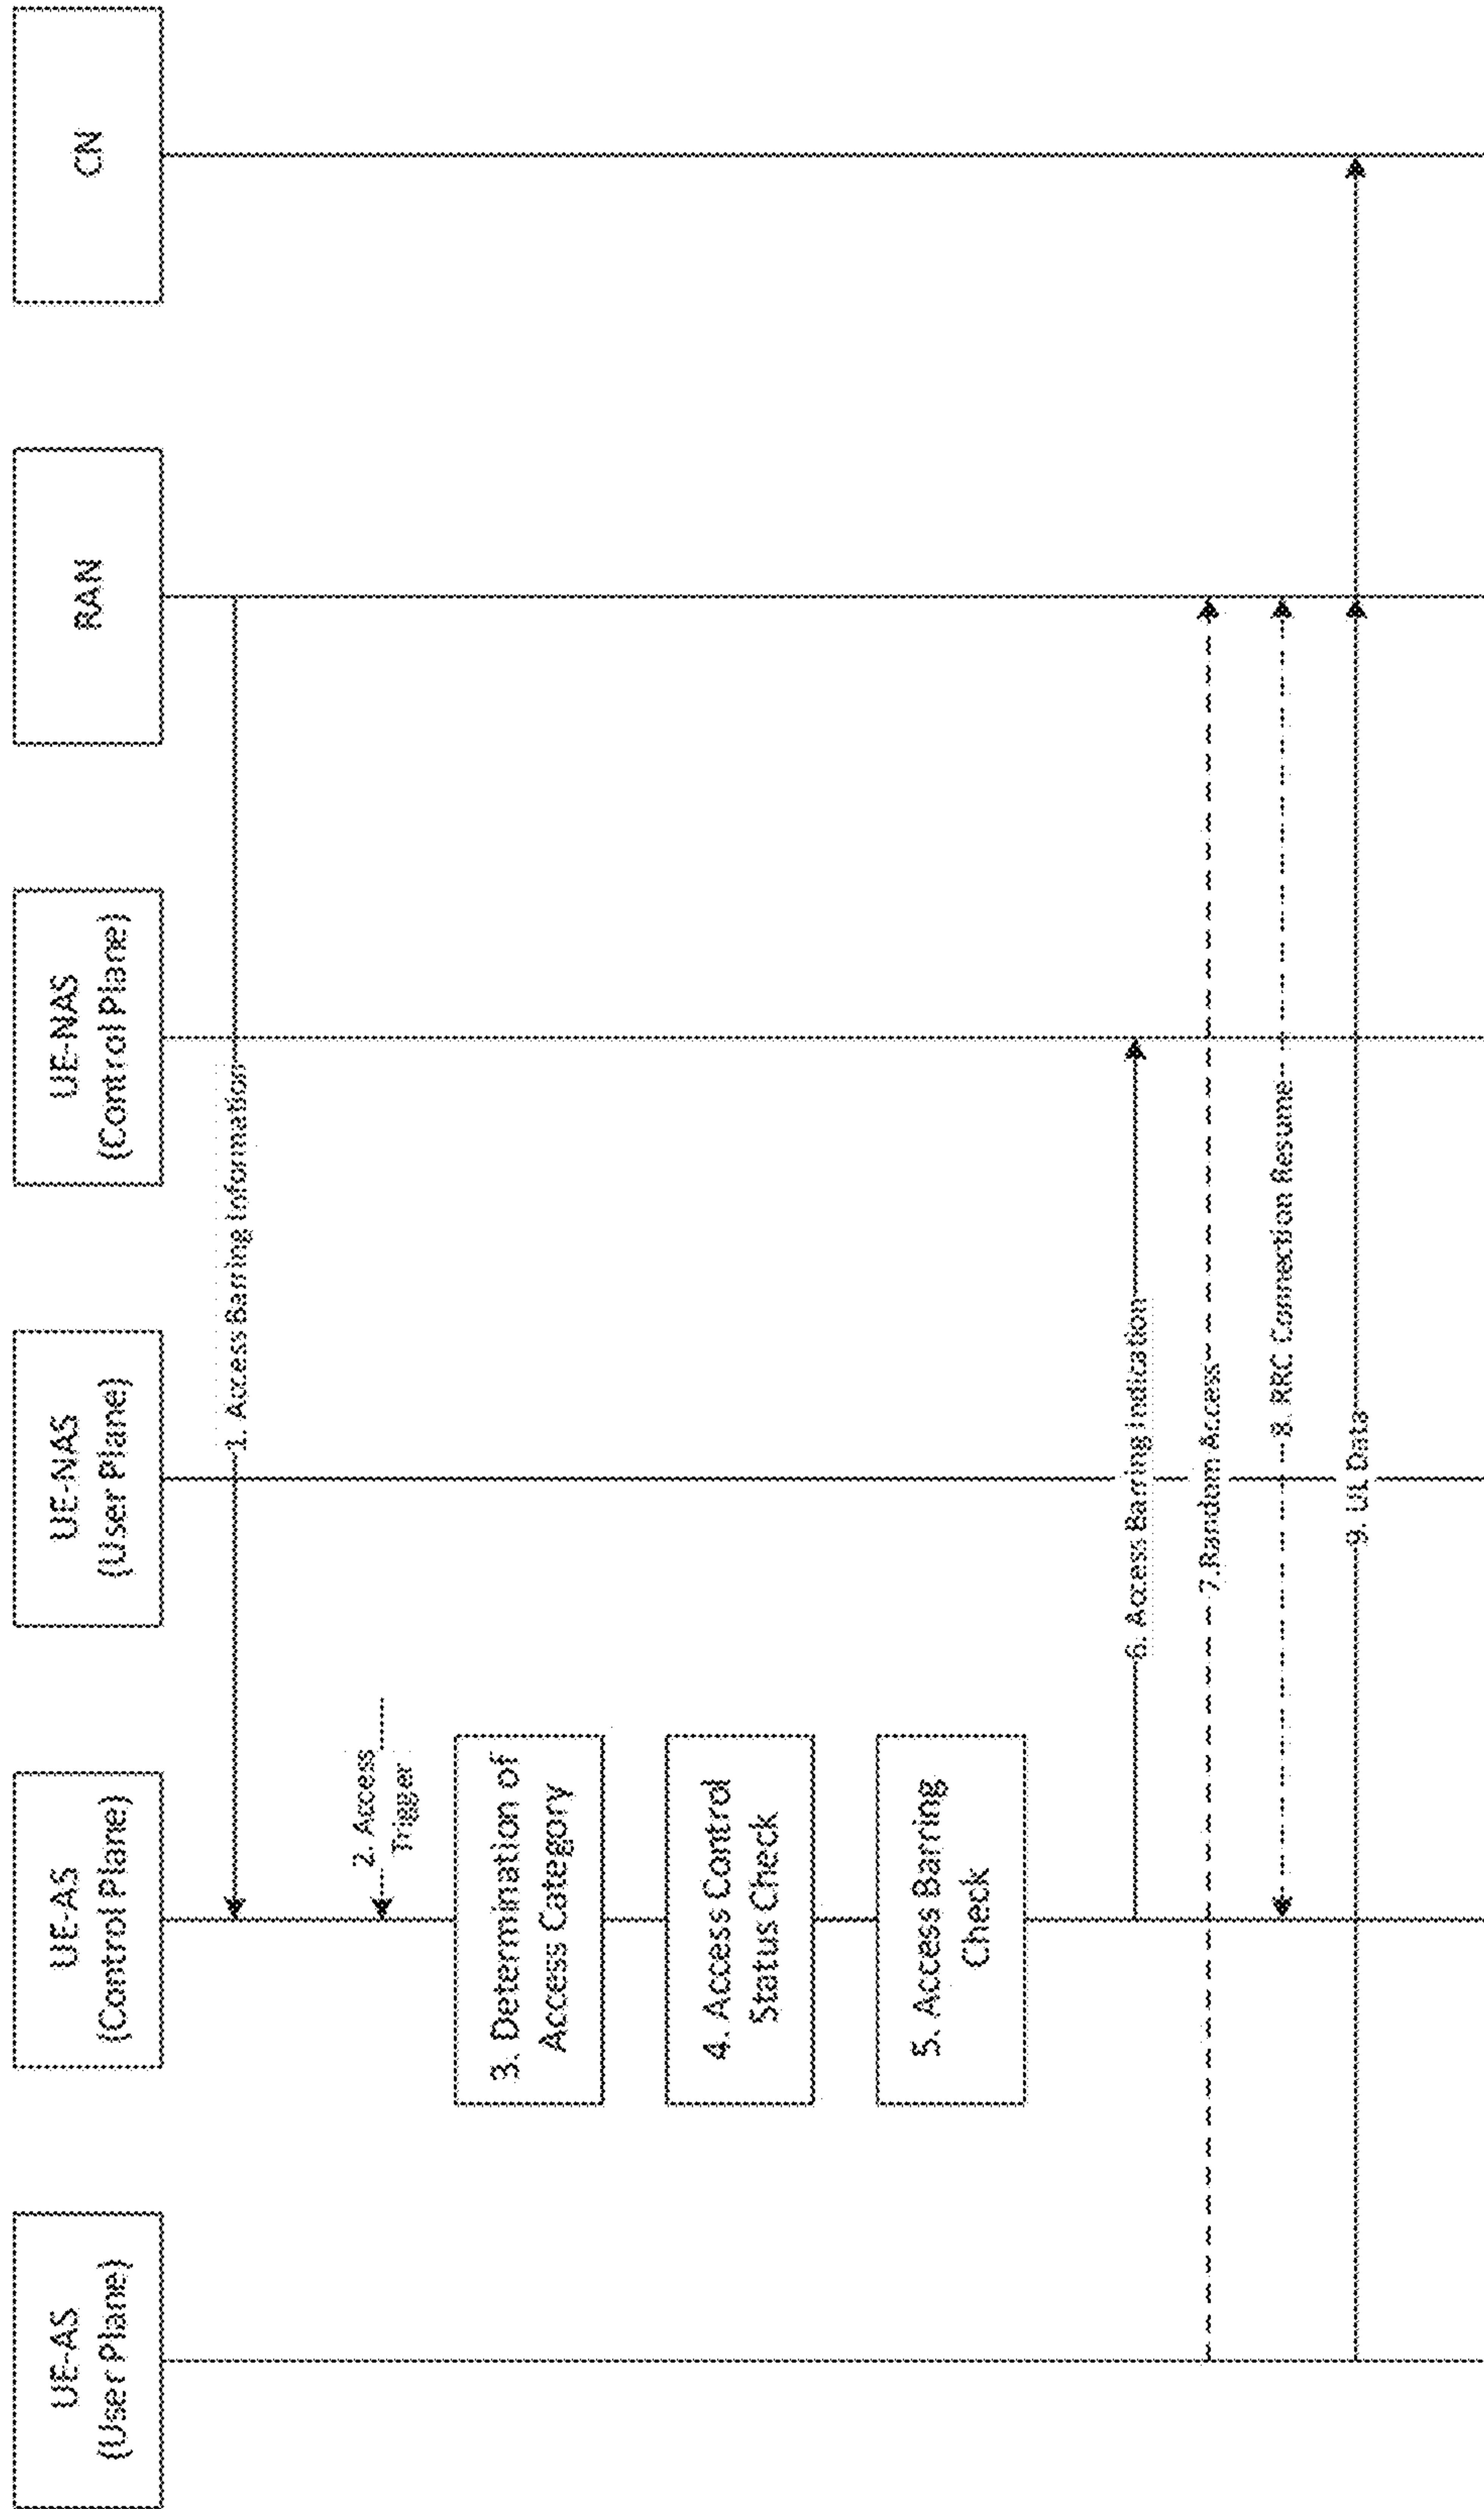 UE-AS
(User Plane)
UE-AS
(Control Plane)
UE-NAS
(User Plane)
UE-NAS
(Control Plane)
RAN
CN
1. Access Barring Information
2. Access
Trigger
3. Determination of
Access Category
4. Access Control
Status Check
5. Access Barring
Check
6. Access Barring Indication
7.Random Access
8. RRC Connection Resume
9. UL Data